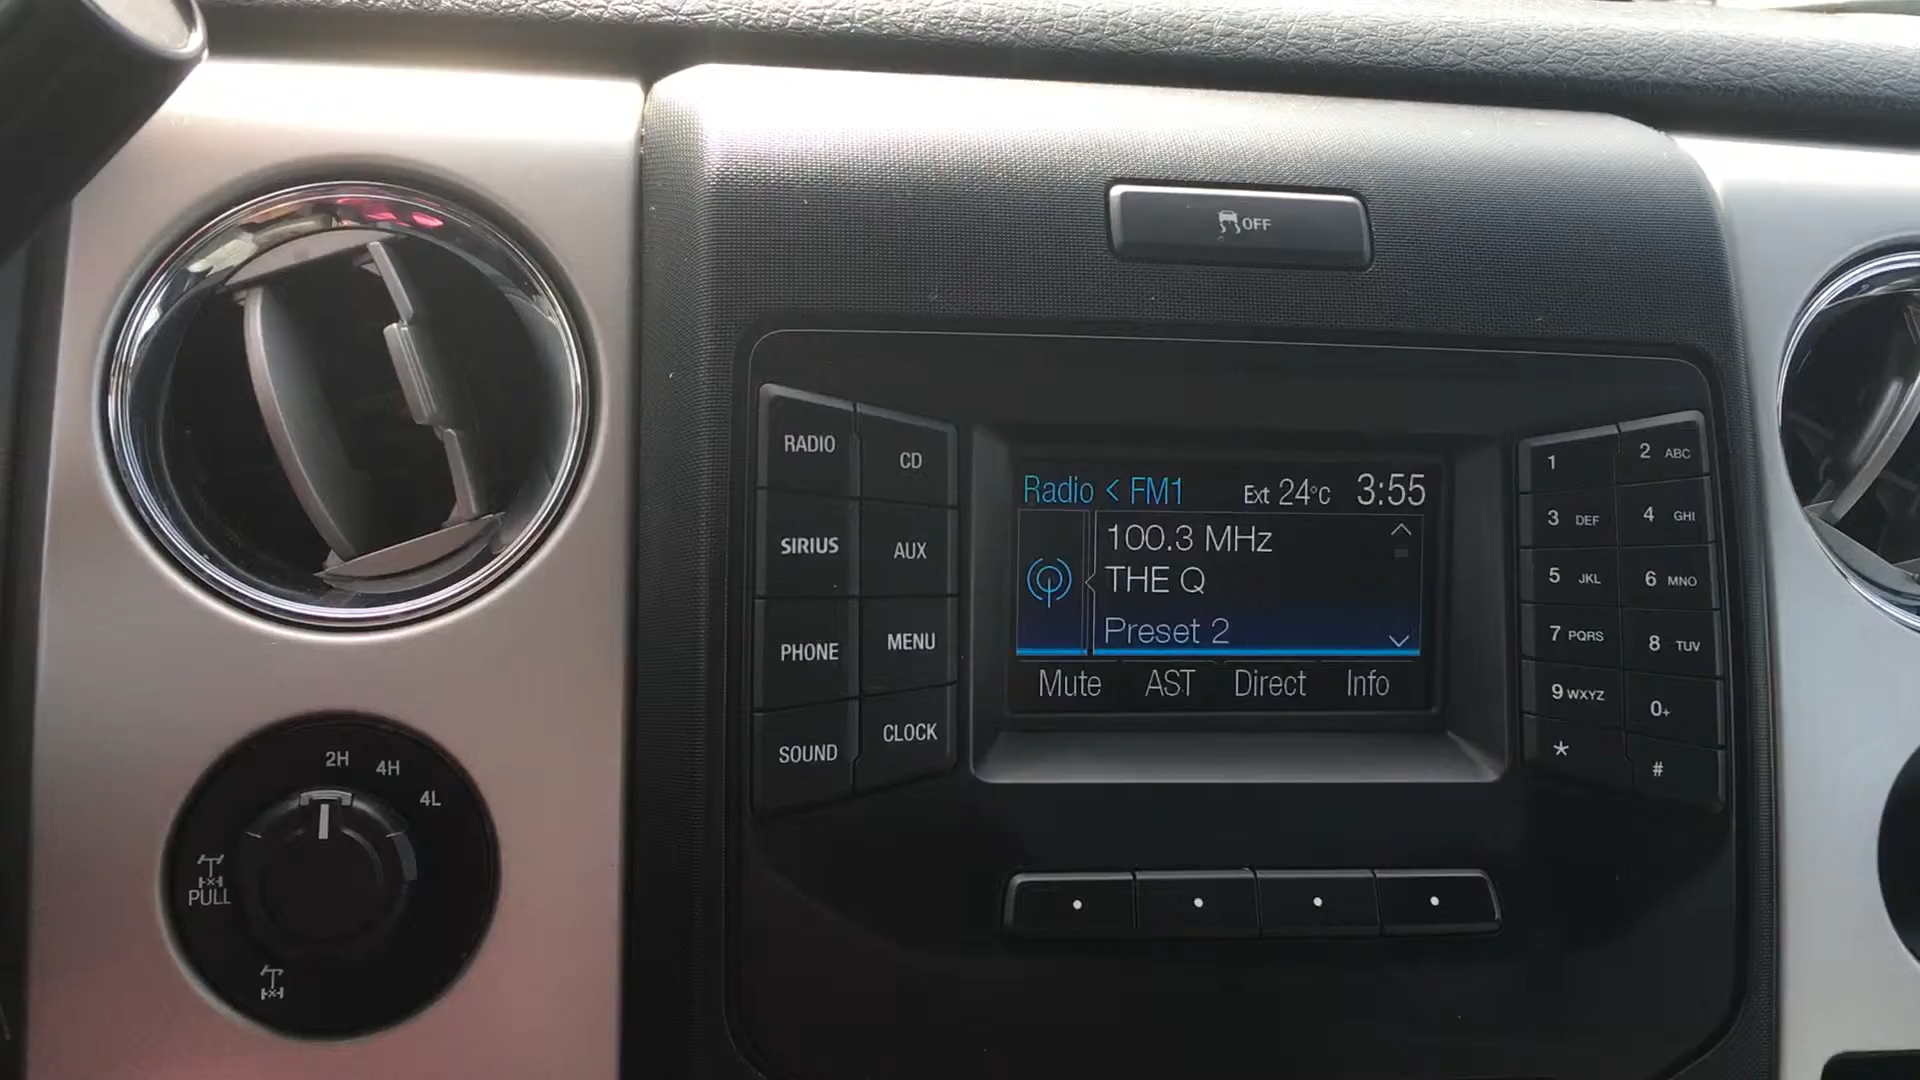 OFF
RADIO
CD
SIRIUS
AUX
PHONE
MENU
SOUND
CLOCK
Radio < FM1 Ext 24°C 3:55
100.3 MHz
THE Q
Preset 2
Mute AST Direct Info
1
2 ABC
3 DEF
4 GHI
5 JKL
6 MNO
7 PQRS
8 TUV
9 WXYZ
0+
*
#
2H
4H
4L
PULL